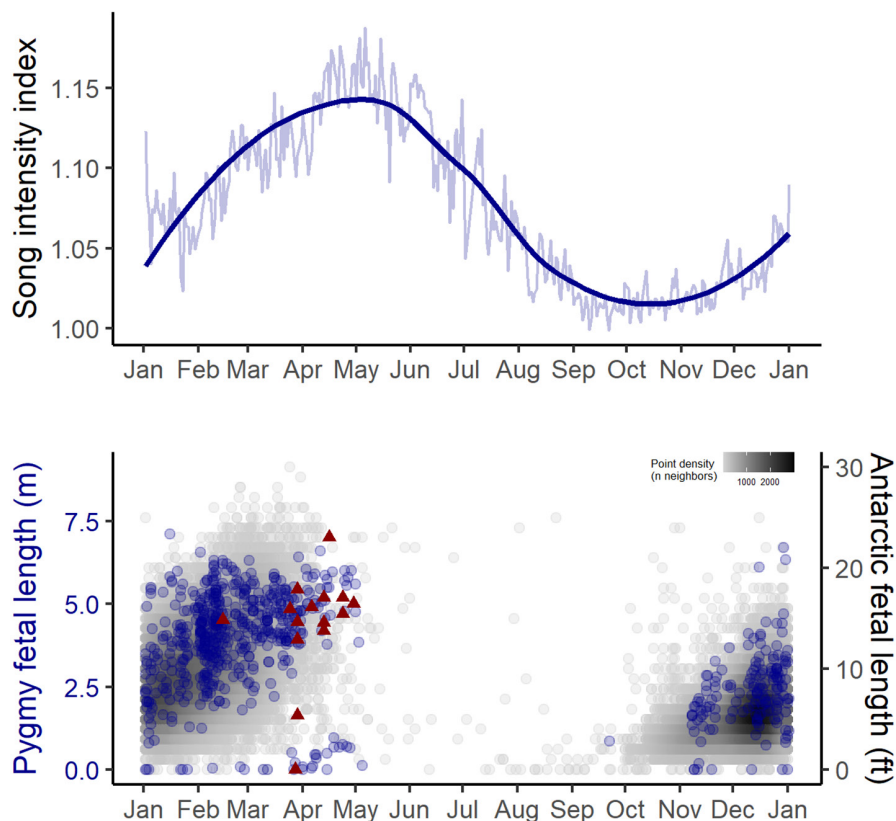 Song intensity index
1.15
1.10
1.05
1.00
Jan Feb Mar Apr May Jun Jul Aug Sep Oct Nov Dec Jan
Pygmy fetal length (m)
7.5
5.0
2.5
0.0
Point density
(n neighbors)
1000 2000
30
20
10
0
Antarctic fetal length (ft)
Jan Feb Mar Apr May Jun Jul Aug Sep Oct Nov Dec Jan